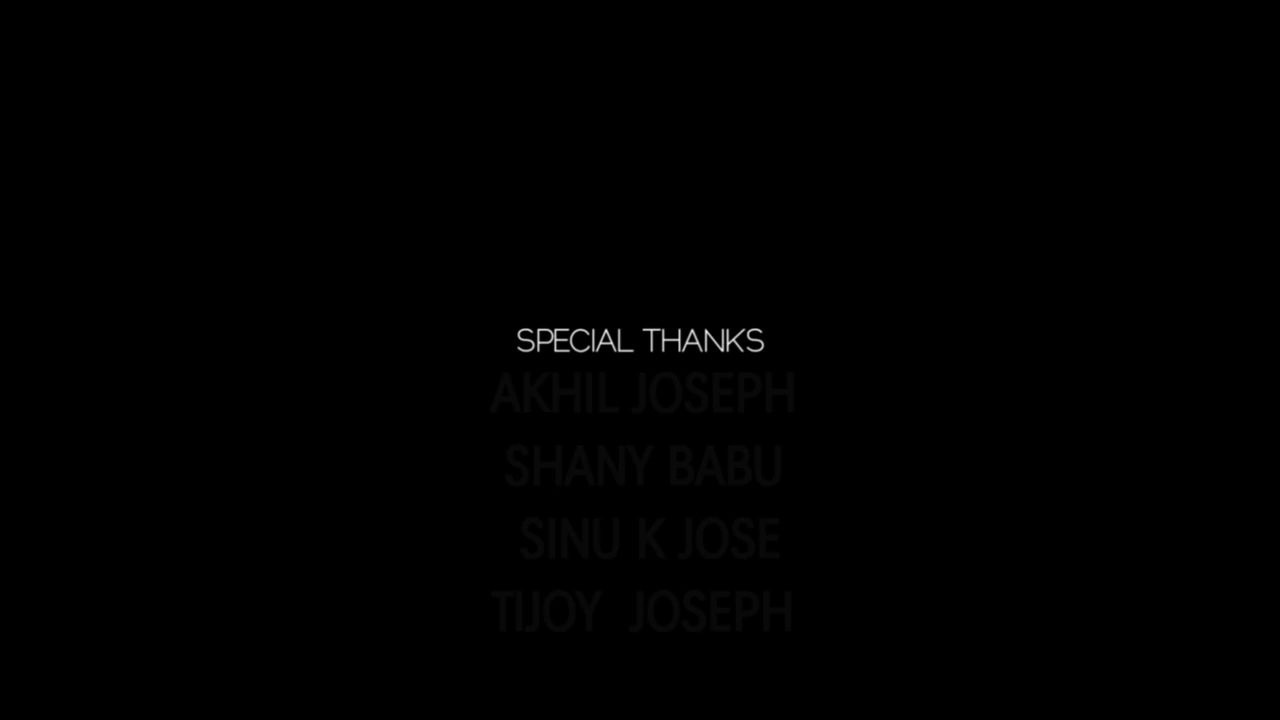 SPECIAL THANKS
AKHIL JOSEPH
SHANY BABU
SINU K JOSE
TIJOY JOSEPH